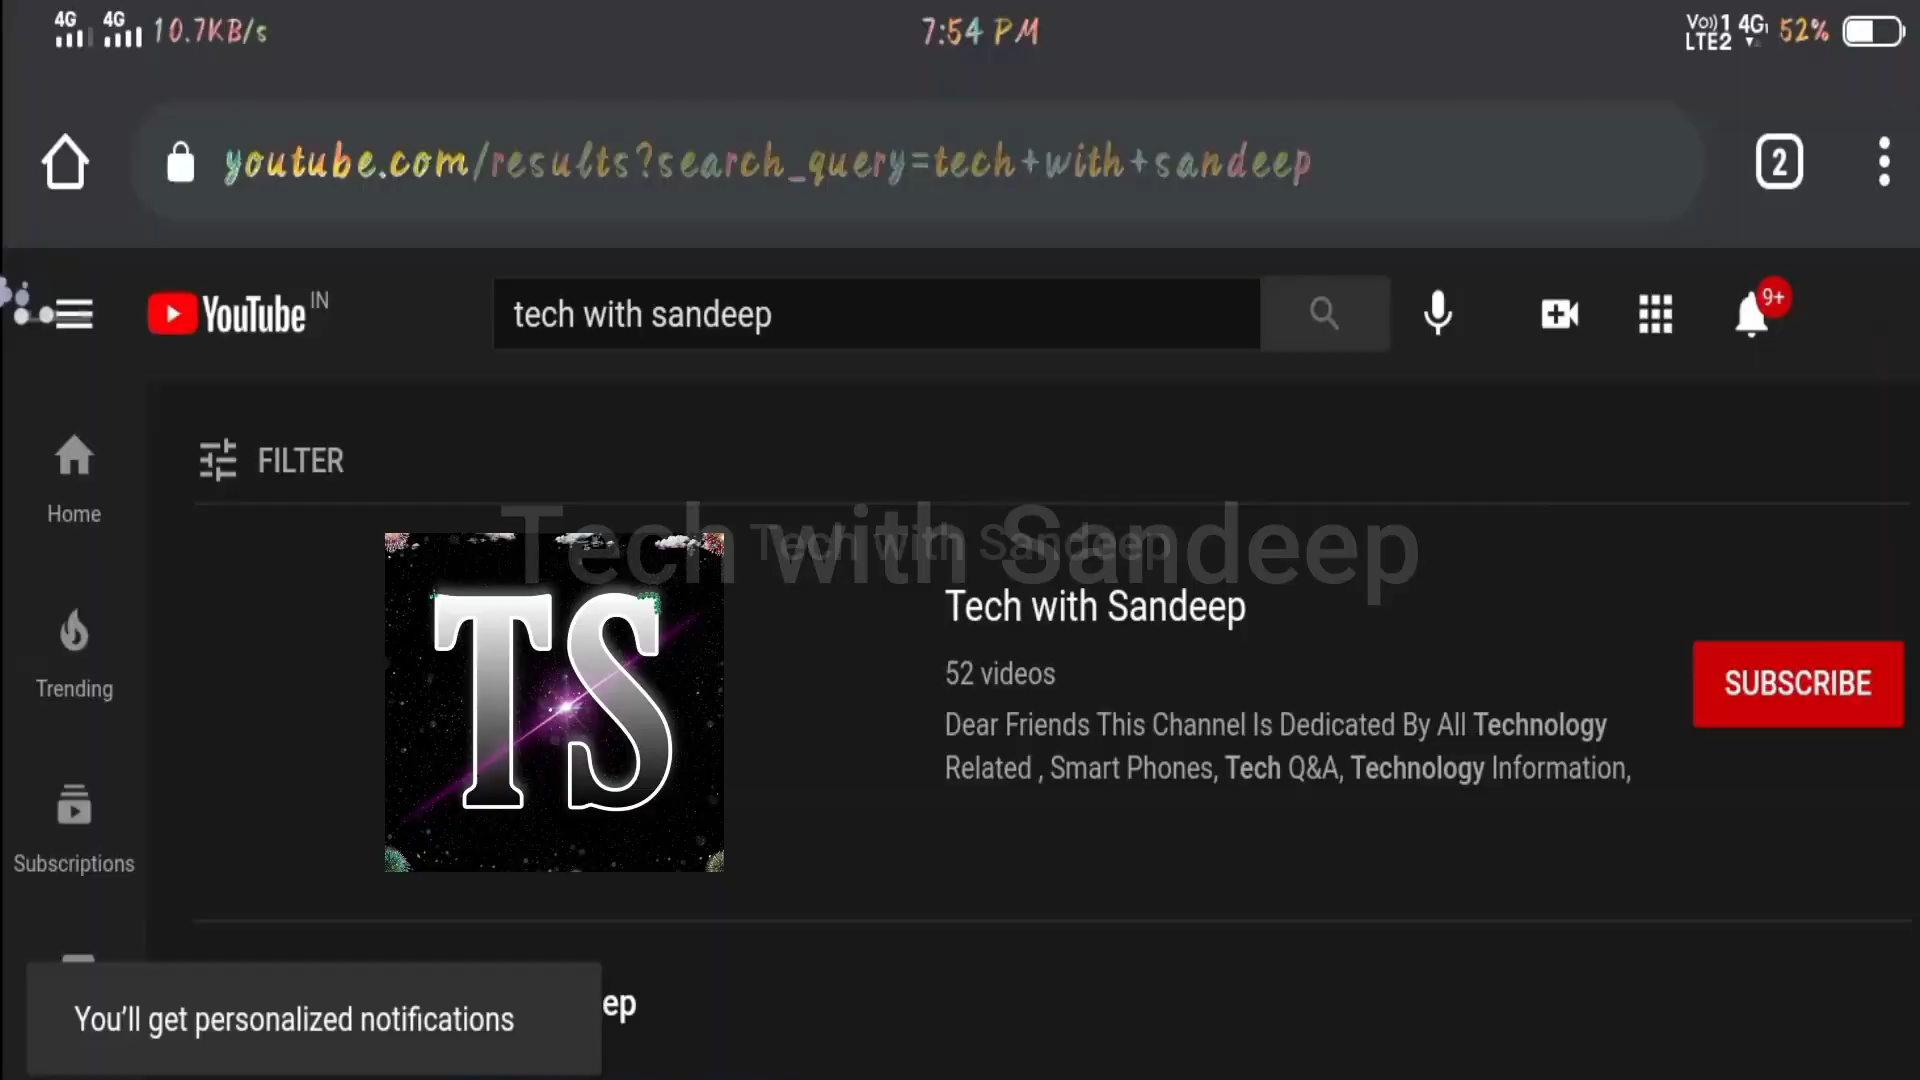 4G 4G 10.7KB/s 7:54 PM Vo)) 1 LTE2 4G 52%
youtube.com/results?search_query=tech+with+sandeep 2
YouTube IN
tech with sandeep
9+
FILTER
Home
Tech with Sandeep
Tech with Sandeep
TS
Tech with Sandeep
52 videos
SUBSCRIBE
Trending
Dear Friends This Channel Is Dedicated By All Technology
Related , Smart Phones, Tech Q&A, Technology Information,
Subscriptions
ep
You'll get personalized notifications